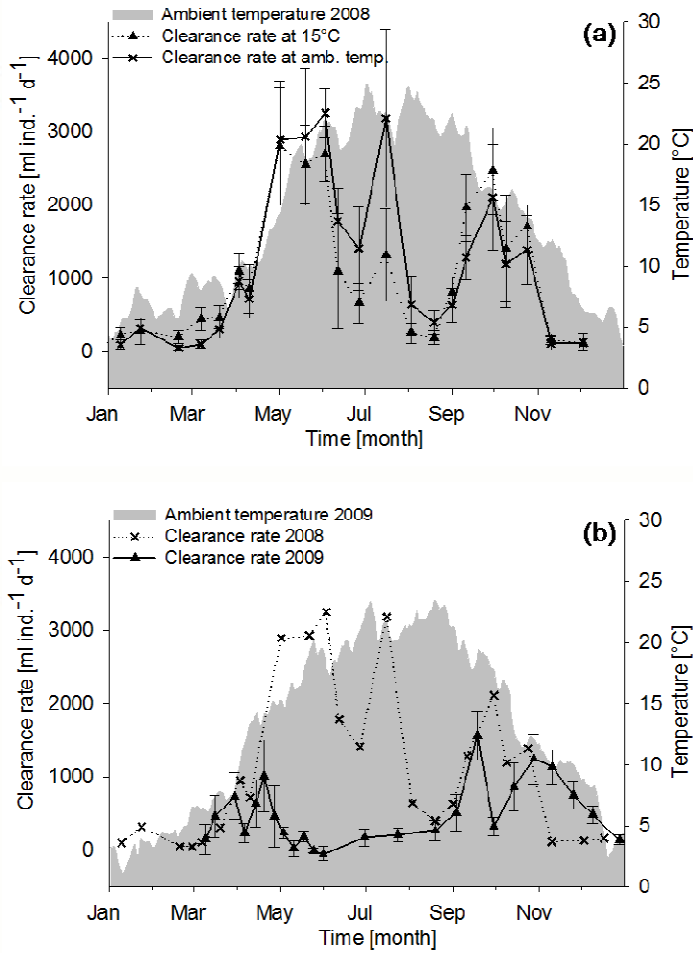 Ambient temperature 2008
Clearance rate at 15°C
Clearance rate at amb. temp.
(a)
Clearance rate [ml ind.⁻¹ d⁻¹]
4000
3000
2000
1000
0
30
25
20
15
10
5
0
Temperature [°C]
Jan Mar May Jul Sep Nov
Time [month]
Ambient temperature 2009
Clearance rate 2008
Clearance rate 2009
(b)
Clearance rate [ml ind.⁻¹ d⁻¹]
4000
3000
2000
1000
0
30
25
20
15
10
5
0
Temperature [°C]
Jan Mar May Jul Sep Nov
Time [month]